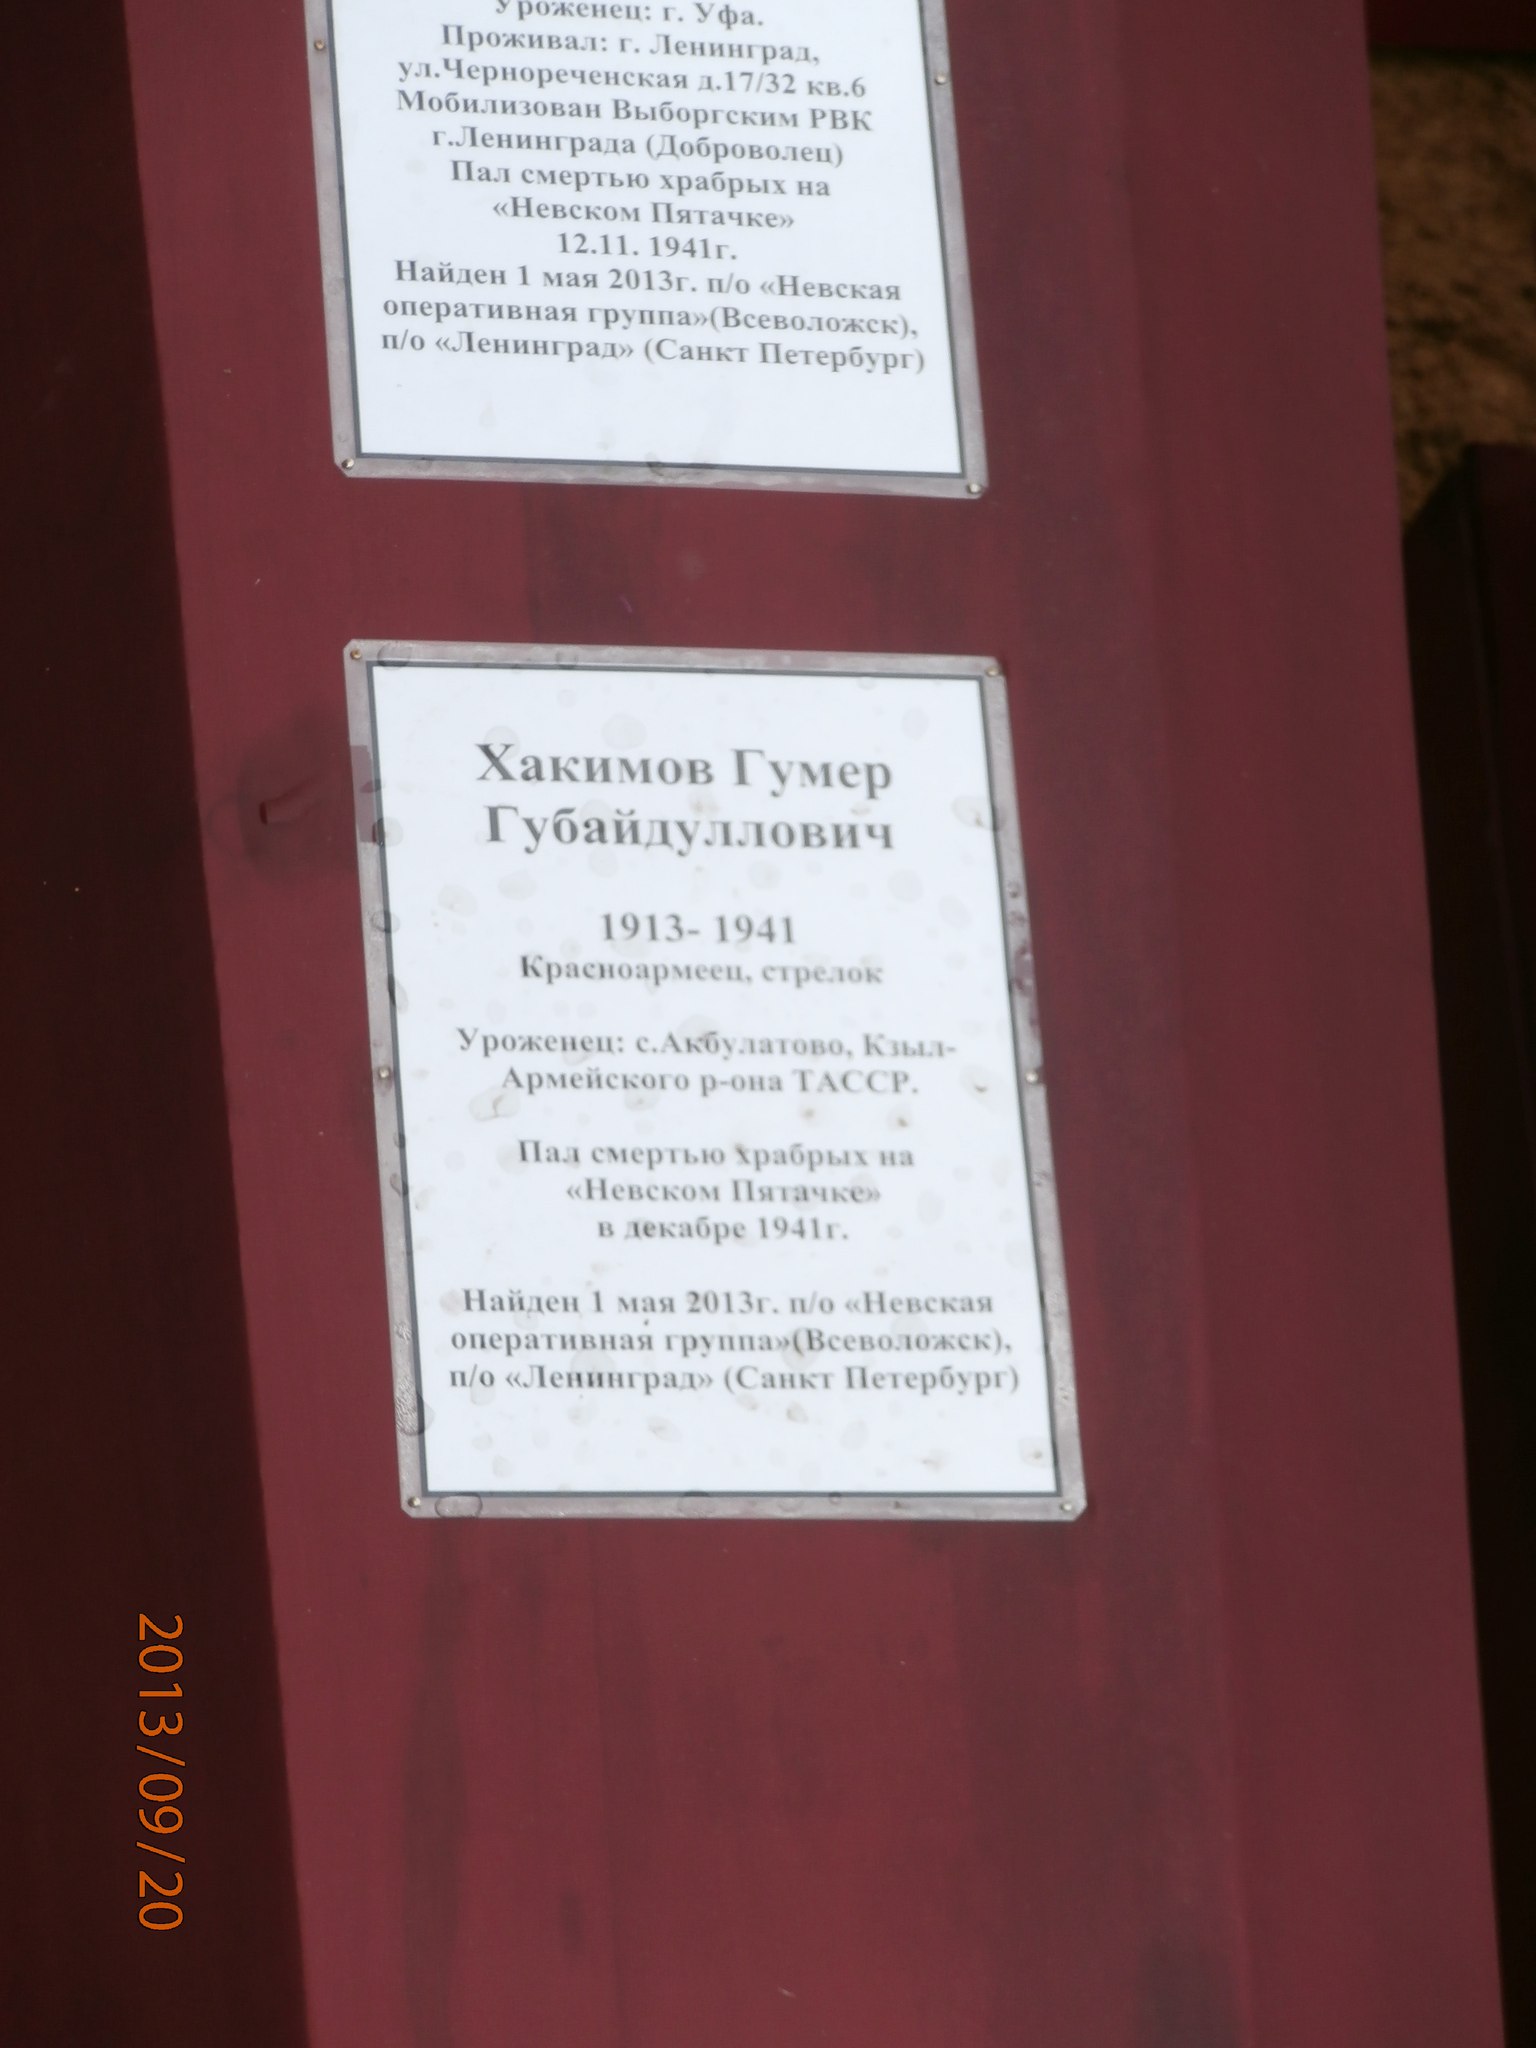 Уроженец: г. Уфа.
Проживал: г. Ленинград,
ул.Чернореченская д.17/32 кв.6
Мобилизован Выборгским РВК
г.Ленинграда (Доброволец)
Пал смертью храбрых на
«Невском Пятачке»
12.11. 1941г.
Найден 1 мая 2013г. п/о «Невская
оперативная группа»(Всеволожск),
п/о «Ленинград» (Санкт Петербург)
Хакимов Гумер
Губайдуллович
1913- 1941
Красноармеец, стрелок
Уроженец: с.Акбулатово, Кзыл-
Армейского р-она ТАССР.
Пал смертью храбрых на
«Невском Пятачке»
в декабре 1941г.
Найден 1 мая 2013г. п/о «Невская
оперативная группа»(Всеволожск),
п/о «Ленинград» (Санкт Петербург)
2013/09/20